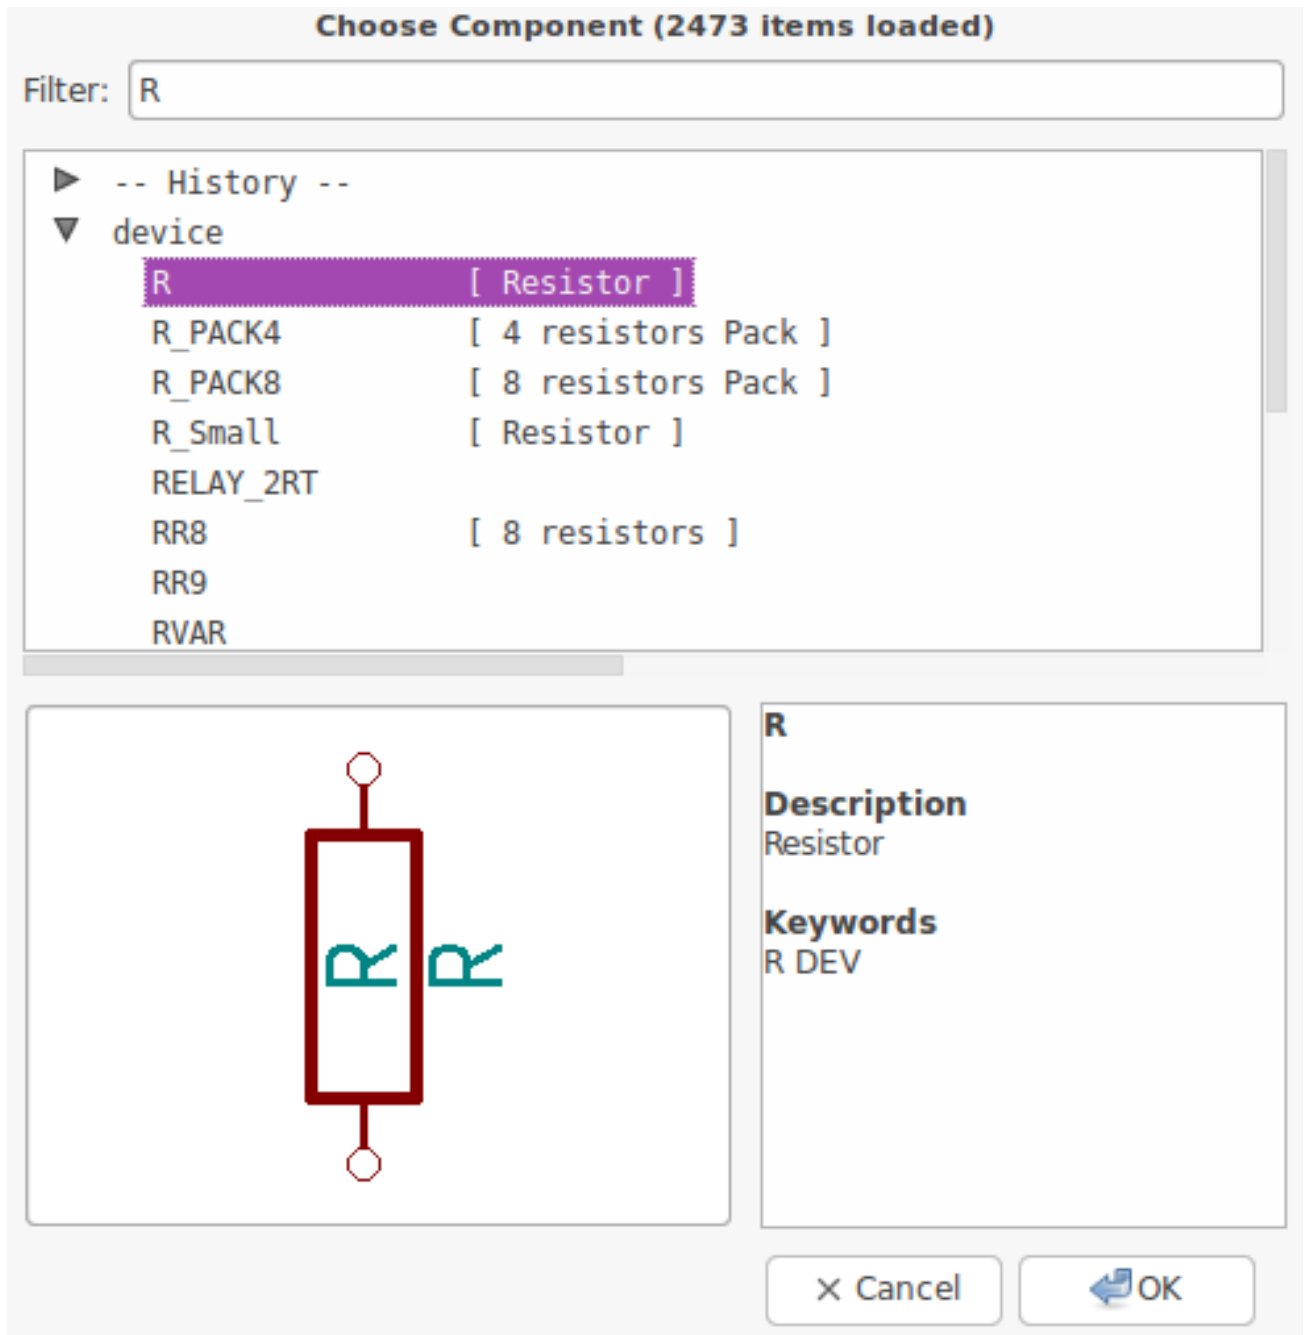 Choose Component (2473 items loaded)
Filter: R
-- History --
device
R [ Resistor ]
R_PACK4 [ 4 resistors Pack ]
R_PACK8 [ 8 resistors Pack ]
R_Small [ Resistor ]
RELAY_2RT
RR8 [ 8 resistors ]
RR9
RVAR
R R
R
Description
Resistor
Keywords
R DEV
Cancel OK